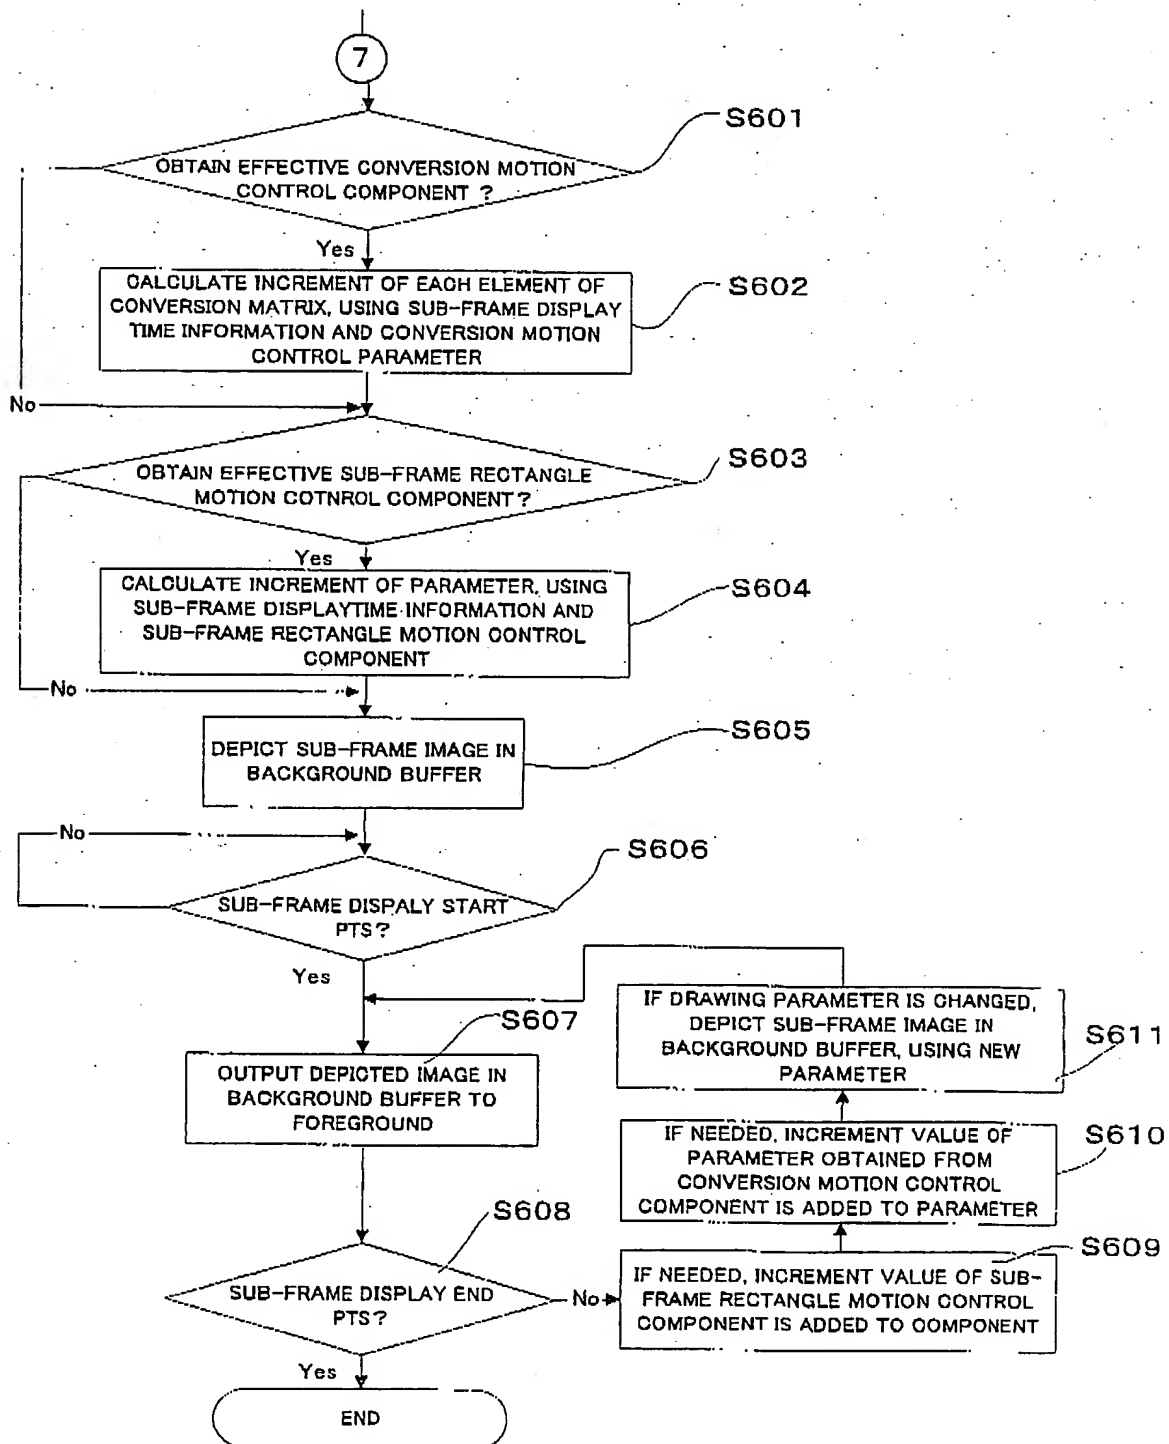 7
S601
OBTAIN EFFECTIVE CONVERSION MOTION
CONTROL COMPONENT ?
Yes
CALCULATE INCREMENT OF EACH ELEMENT OF
CONVERSION MATRIX, USING SUB-FRAME DISPLAY
TIME INFORMATION AND CONVERSION MOTION
CONTROL PARAMETER
S602
No
S603
OBTAIN EFFECTIVE SUB-FRAME RECTANGLE
MOTION COTNROL COMPONENT?
Yes
CALCULATE INCREMENT OF PARAMETER, USING
SUB-FRAME DISPLAYTIME INFORMATION AND
SUB-FRAME RECTANGLE MOTION CONTROL
COMPONENT
S604
No
S605
DEPICT SUB-FRAME IMAGE IN
BACKGROUND BUFFER
No
S606
SUB-FRAME DISPALY START
PTS?
Yes
S607
OUTPUT DEPICTED IMAGE IN
BACKGROUND BUFFER TO
FOREGROUND
S608
SUB-FRAME DISPLAY END
PTS?
No
Yes
END
IF DRAWING PARAMETER IS CHANGED,
DEPICT SUB-FRAME IMAGE IN
BACKGROUND BUFFER, USING NEW
PARAMETER
S611
IF NEEDED, INCREMENT VALUE OF
PARAMETER OBTAINED FROM
CONVERSION MOTION CONTROL
COMPONENT IS ADDED TO PARAMETER
S610
S609
IF NEEDED, INCREMENT VALUE OF SUB-
FRAME RECTANGLE MOTION CONTROL
COMPONENT IS ADDED TO COMPONENT